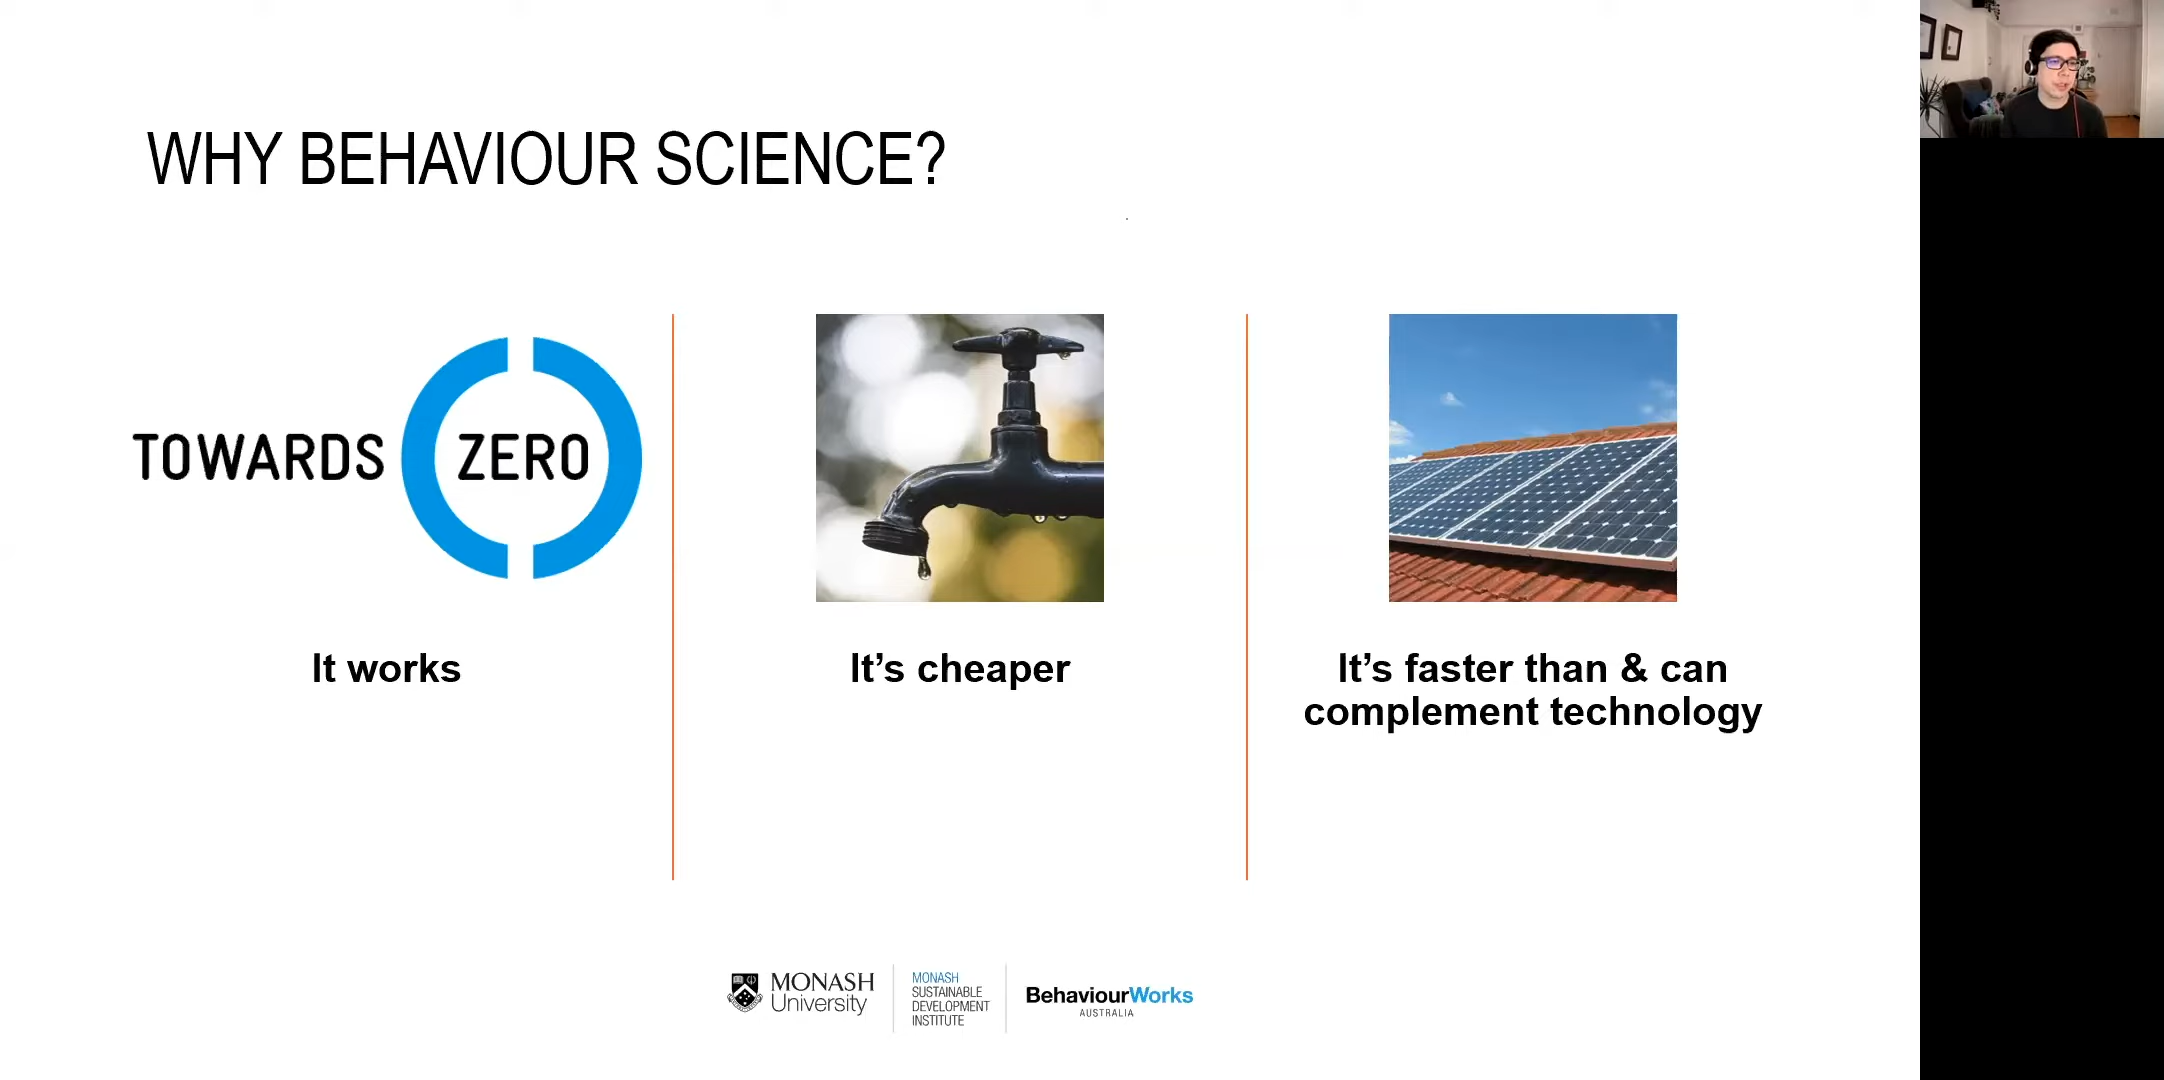 WHY BEHAVIOUR SCIENCE?
TOWARDS ZERO
It works
It’s cheaper
It’s faster than & can
complement technology
MONASH
University
MONASH
SUSTAINABLE
DEVELOPMENT
INSTITUTE
BehaviourWorks
AUSTRALIA